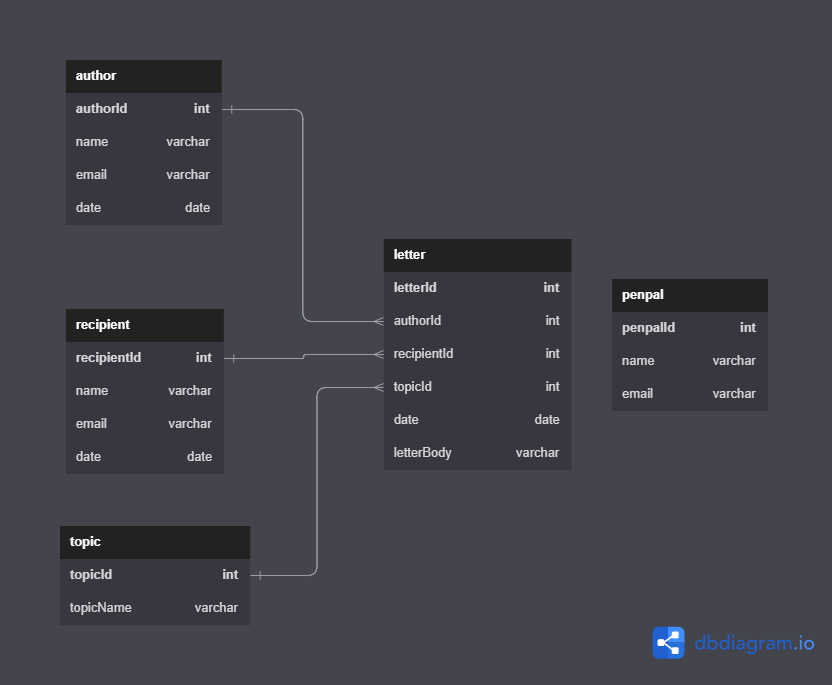 author
authorId int
name varchar
email varchar
date date
recipient
recipientId int
name varchar
email varchar
date date
topic
topicId int
topicName varchar
letter
letterId int
authorId int
recipientId int
topicId int
date date
letterBody varchar
penpal
penpalId int
name varchar
email varchar
dbdiagram.io